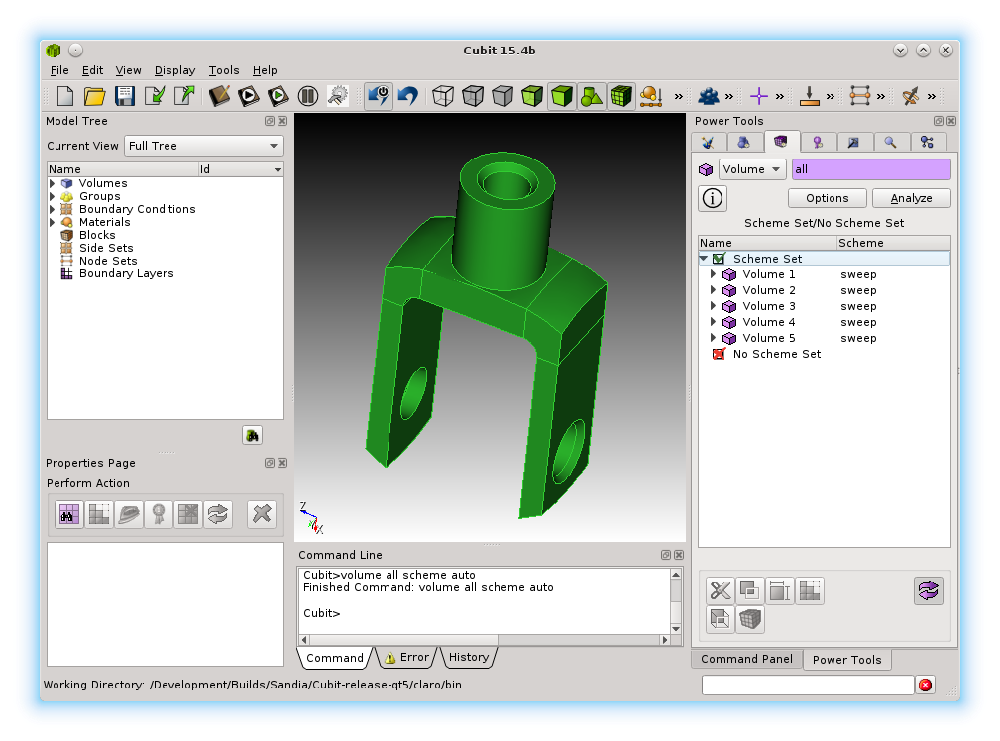 Cubit 15.4b
File Edit View Display Tools Help
Model Tree
Current View Full Tree
Name Id
Volumes
Groups
Boundary Conditions
Materials
Blocks
Side Sets
Node Sets
Boundary Layers
Properties Page
Perform Action
Z
Y
X
Command Line
Cubit>volume all scheme auto
Finished Command: volume all scheme auto
Cubit>
Command Error History
Power Tools
Volume all
Options Analyze
Scheme Set/No Scheme Set
Name Scheme
Scheme Set
Volume 1 sweep
Volume 2 sweep
Volume 3 sweep
Volume 4 sweep
Volume 5 sweep
No Scheme Set
Command Panel Power Tools
Working Directory: /Development/Builds/Sandia/Cubit-release-qt5/claro/bin